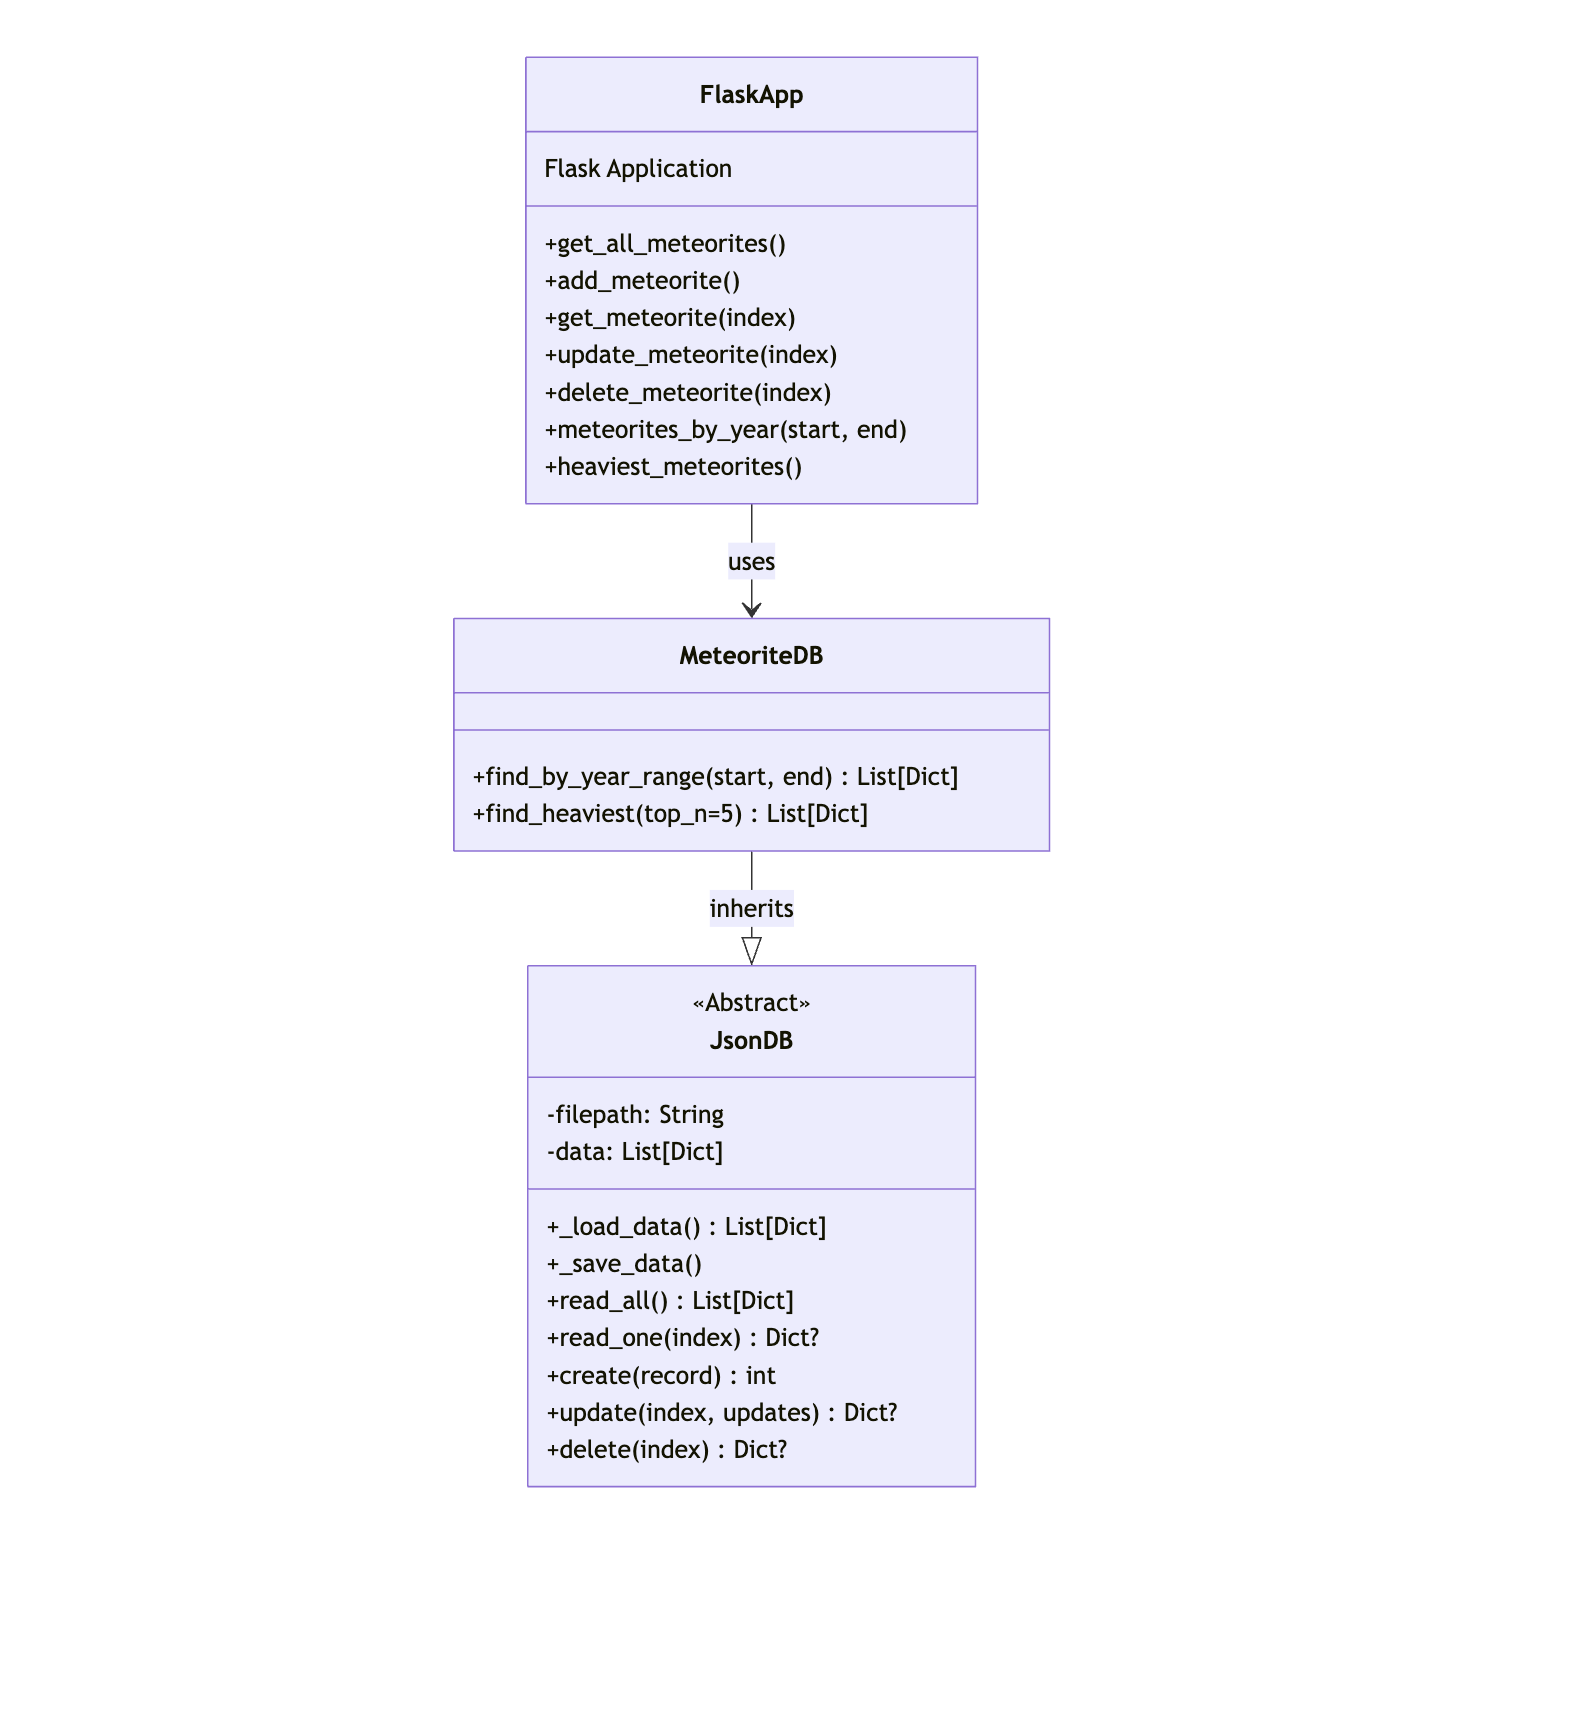 FlaskApp
Flask Application
+get_all_meteorites()
+add_meteorite()
+get_meteorite(index)
+update_meteorite(index)
+delete_meteorite(index)
+meteorites_by_year(start, end)
+heaviest_meteorites()
uses
MeteoriteDB
+find_by_year_range(start, end) : List[Dict]
+find_heaviest(top_n=5) : List[Dict]
inherits
«Abstract»
JsonDB
-filepath: String
-data: List[Dict]
+_load_data() : List[Dict]
+_save_data()
+read_all() : List[Dict]
+read_one(index) : Dict?
+create(record) : int
+update(index, updates) : Dict?
+delete(index) : Dict?